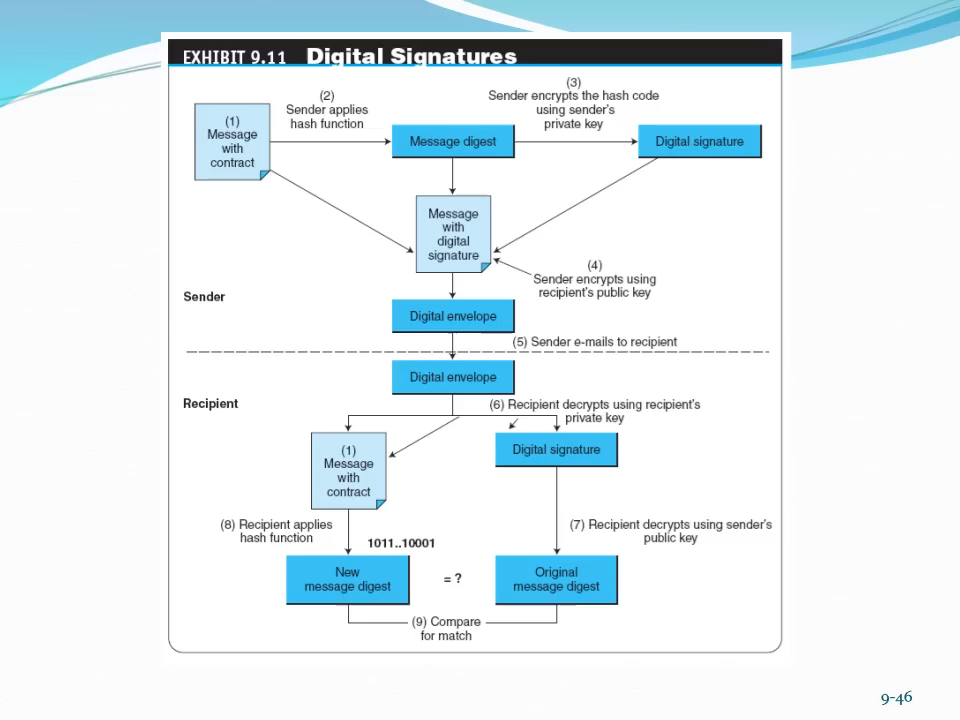 EXHIBIT 9.11 Digital Signatures
(1)
Message
with
contract
(2)
Sender applies
hash function
Message digest
(3)
Sender encrypts the hash code
using sender's
private key
Digital signature
Message
with
digital
signature
(4)
Sender encrypts using
recipient's public key
Sender
Digital envelope
(5) Sender e-mails to recipient
Digital envelope
Recipient
(6) Recipient decrypts using recipient's
private key
(1)
Message
with
contract
Digital signature
(8) Recipient applies
hash function
1011..10001
(7) Recipient decrypts using sender's
public key
New
message digest
= ?
Original
message digest
(9) Compare
for match
9-46